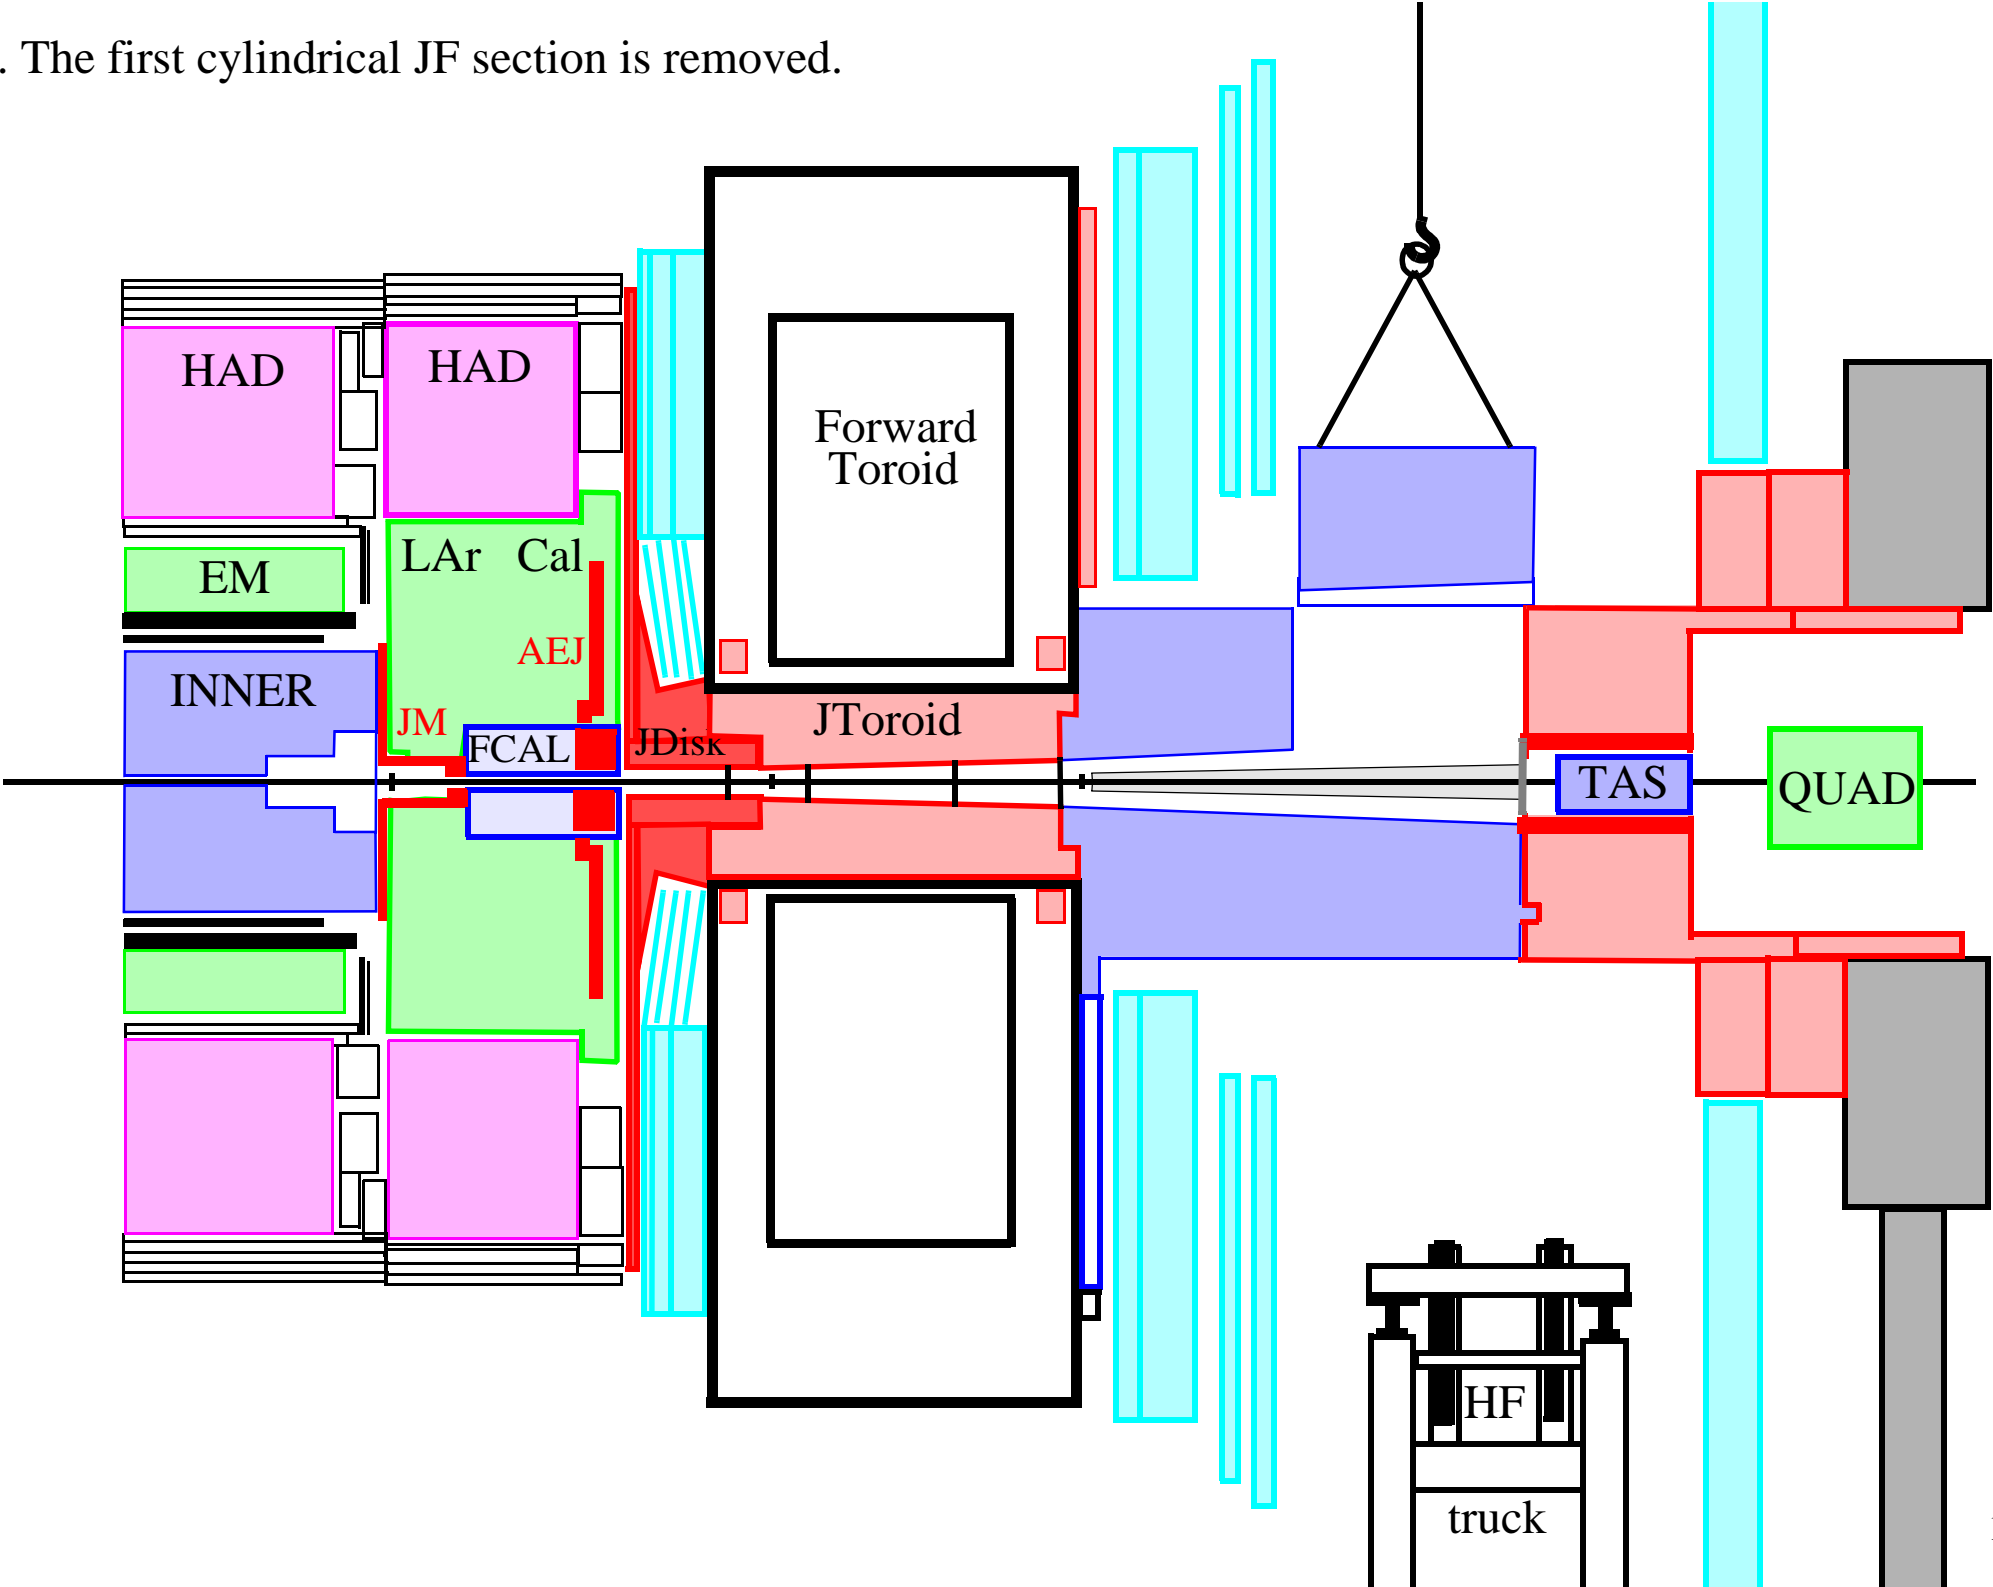 . The first cylindrical JF section is removed.
HAD
HAD
Forward
Toroid
LAr Cal
EM
AEJ
INNER
JM
FCAL
JDisk
JToroid
TAS
QUAD
HF
truck